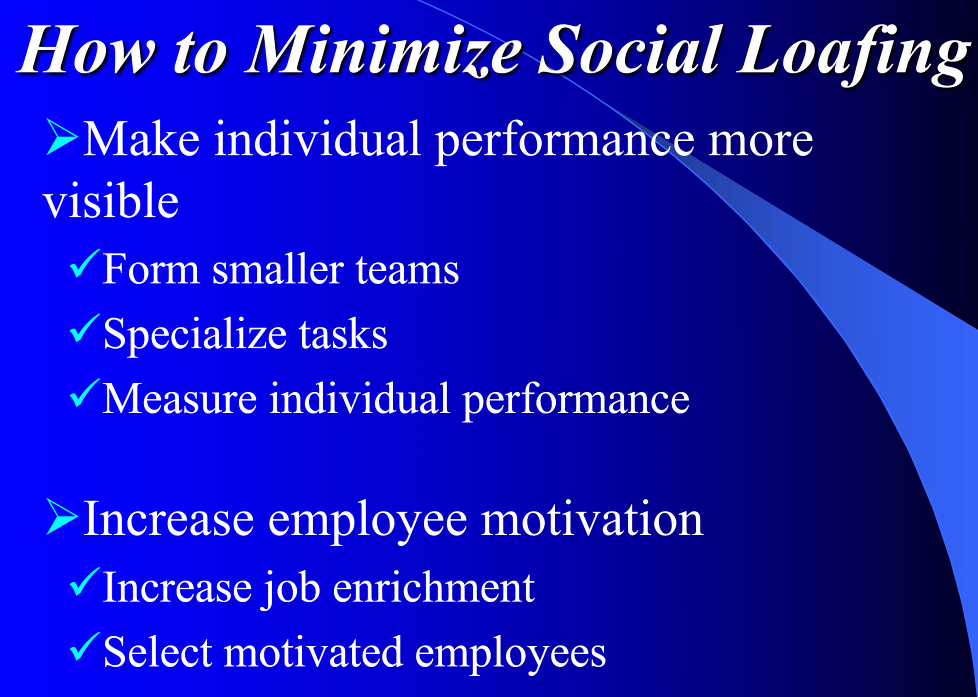 How to Minimize Social Loafing
➢Make individual performance more
visible
✓Form smaller teams
✓Specialize tasks
✓Measure individual performance
➢Increase employee motivation
✓Increase job enrichment
✓Select motivated employees